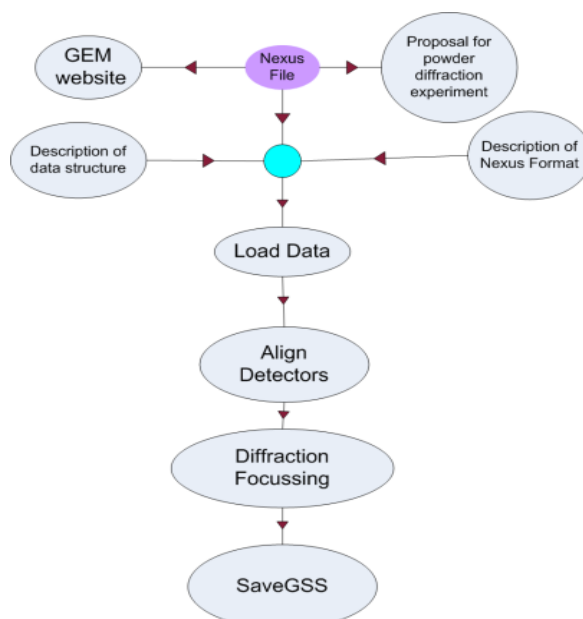 GEM
website
Nexus
File
Proposal for
powder
diffraction
experiment
Description of
data structure
Description of
Nexus Format
Load Data
Align
Detectors
Diffraction
Focussing
SaveGSS